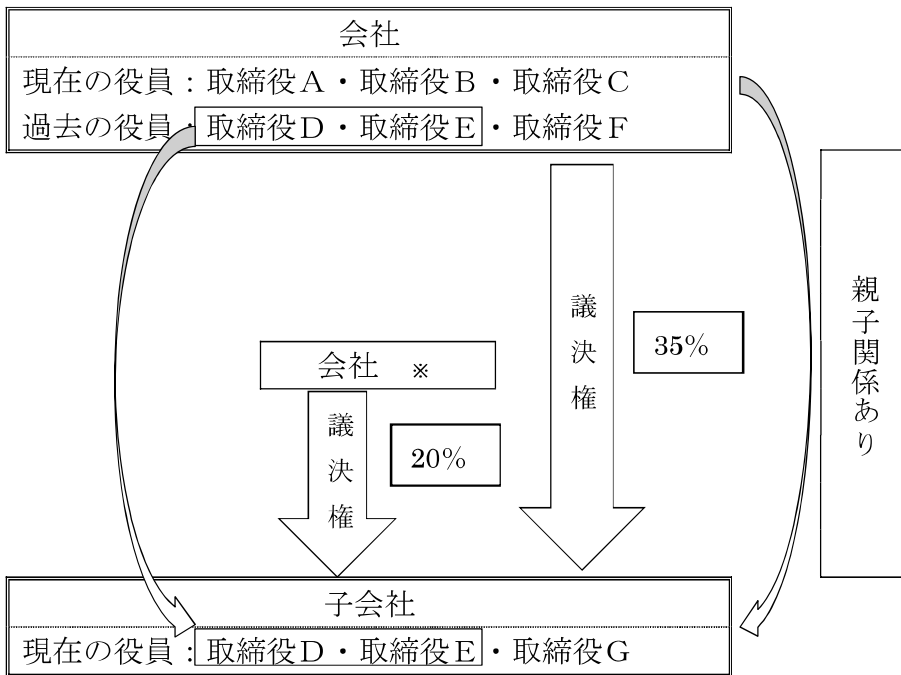 会社
現在の役員：取締役A・取締役B・取締役C
過去の役員：取締役D・取締役E・取締役F
親子関係あり
議決権
35%
会社　※
議決権
20%
子会社
現在の役員：取締役D・取締役E・取締役G